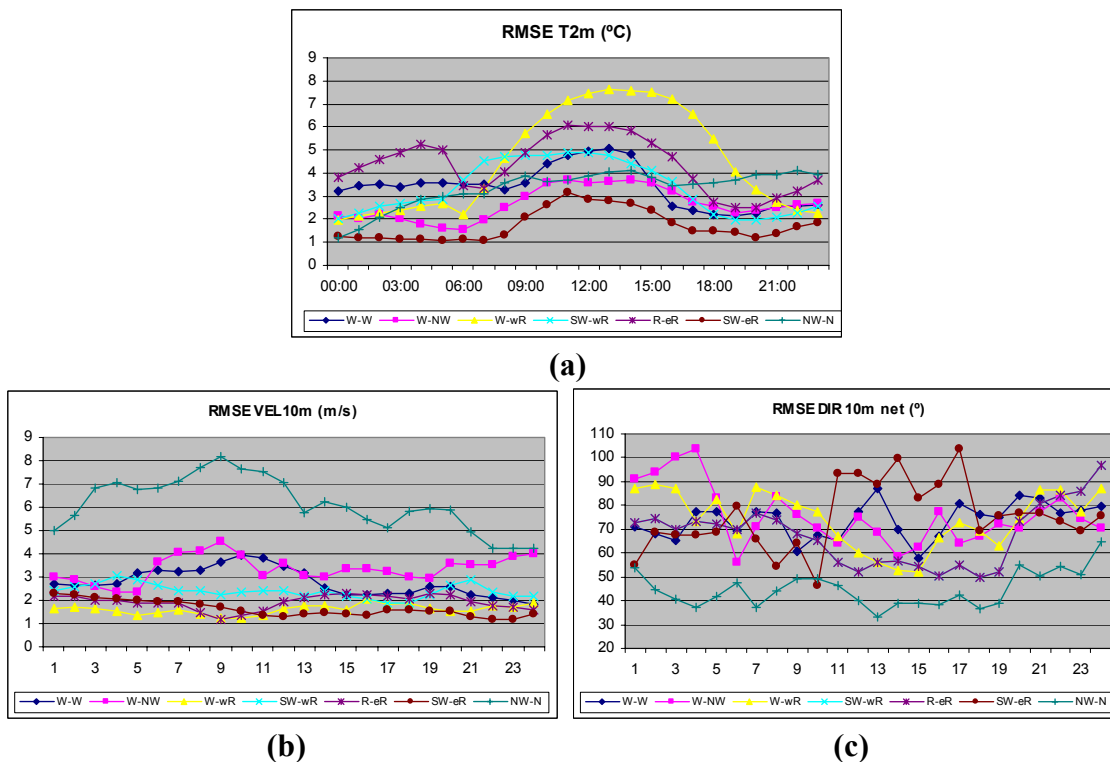 RMSE T2m (ºC)
9
8
7
6
5
4
3
2
1
0
00:00 03:00 06:00 09:00 12:00 15:00 18:00 21:00
W-W W-NW W-wR SW-wR R-eR SW-eR NW-N
(a)
RMSE VEL10m (m/s)
9
8
7
6
5
4
3
2
1
0
1 3 5 7 9 11 13 15 17 19 21 23
W-W W-NW W-wR SW-wR R-eR SW-eR NW-N
(b)
RMSE DIR 10m net (º)
110
100
90
80
70
60
50
40
30
20
1 3 5 7 9 11 13 15 17 19 21 23
W-W W-NW W-wR SW-wR R-eR SW-eR NW-N
(c)